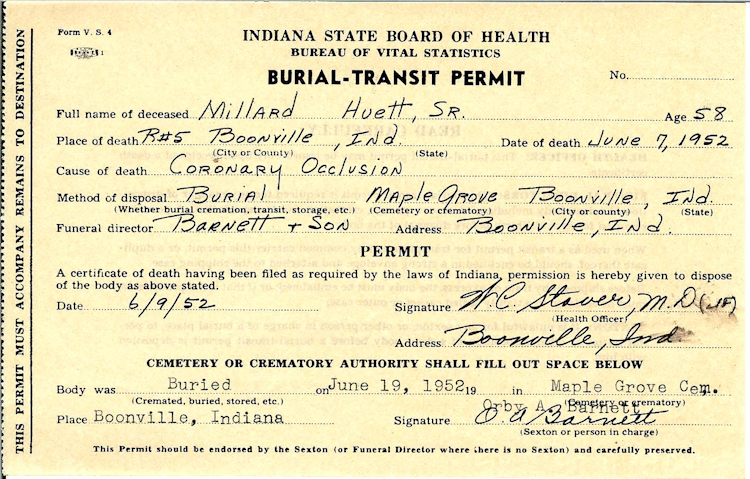 Form V. S. 4
INDIANA STATE BOARD OF HEALTH
BUREAU OF VITAL STATISTICS
BURIAL-TRANSIT PERMIT
No.
Full name of deceased Millard Huett, Sr. Age 58
Place of death R#5 Boonville, Ind. Date of death June 7, 1952
(City or County) (State)
Cause of death Coronary Occlusion
Method of disposal Burial Maple Grove Boonville, Ind.
(Whether burial cremation, transit, storage, etc.) (Cemetery or crematory) (City or county) (State)
Funeral director Barnett + Son Address Boonville, Ind.
PERMIT
A certificate of death having been filed as required by the laws of Indiana, permission is hereby given to dispose
of the body as above stated.
Date 6/9/52 Signature W.C. Stover, M.D
(Health Officer)
Address Boonville, Ind
CEMETERY OR CREMATORY AUTHORITY SHALL FILL OUT SPACE BELOW
Body was Buried on June 19, 1952 19 in Maple Grove Cem.
(Cremated, buried, stored, etc.) (Cemetery or crematory)
Orby A. Barnett
Place Boonville, Indiana Signature O. A Barnett
(Sexton or person in charge)
This Permit should be endorsed by the Sexton (or Funeral Director where there is no Sexton) and carefully preserved.
THIS PERMIT MUST ACCOMPANY REMAINS TO DESTINATION